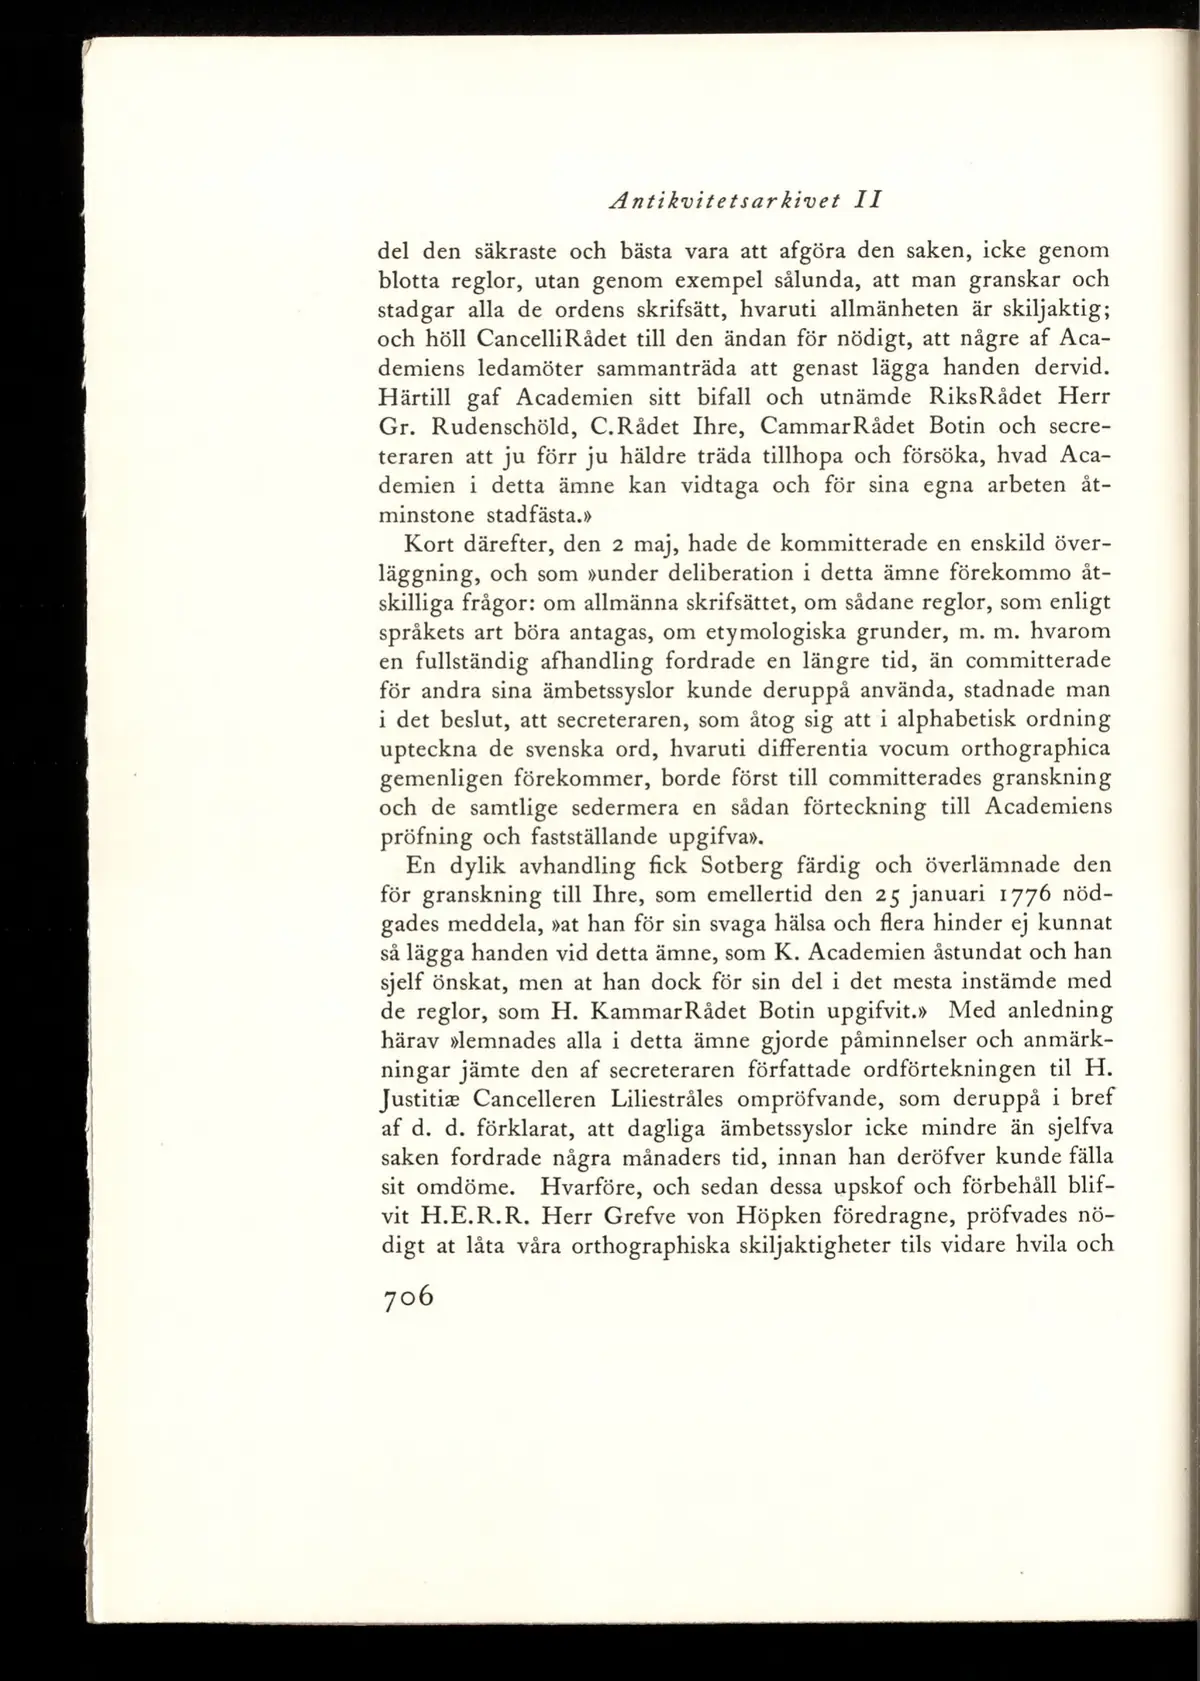 Antikvitetsarkivet II
del den säkraste och bästa vara att afgöra den saken, icke genom
blotta reglor, utan genom exempel sålunda, att man granskar och
stadgar alla de ordens skrifsätt, hvaruti allmänheten är skiljaktig;
och höll CancelliRådet till den ändan för nödigt, att någre af Aca-
demiens ledamöter sammanträda att genast lägga handen dervid.
Härtill gaf Academien sitt bifall och utnämde RiksRådet Herr
Gr. Rudenschöld, C.Rådet Ihre, CammarRådet Botin och secre-
teraren att ju förr ju häldre träda tillhopa och försöka, hvad Aca-
demien i detta ämne kan vidtaga och för sina egna arbeten åt-
minstone stadfästa.»
Kort därefter, den 2 maj, hade de kommitterade en enskild över-
läggning, och som »under deliberation i detta ämne förekommo åt-
skilliga frågor: om allmänna skrifsättet, om sådane reglor, som enligt
språkets art böra antagas, om etymologiska grunder, m. m. hvarom
en fullständig afhandling fordrade en längre tid, än committerade
för andra sina ämbetssyslor kunde deruppå använda, stadnade man
i det beslut, att secreteraren, som åtog sig att i alphabetisk ordning
upteckna de svenska ord, hvaruti differentia vocum orthographica
gemenligen förekommer, borde först till committerades granskning
och de samtlige sedermera en sådan förteckning till Academiens
pröfning och fastställande upgifva».
En dylik avhandling fick Sotberg färdig och överlämnade den
för granskning till Ihre, som emellertid den 25 januari 1776 nöd-
gades meddela, »at han för sin svaga hälsa och flera hinder ej kunnat
så lägga handen vid detta ämne, som K. Academien åstundat och han
sjelf önskat, men at han dock för sin del i det mesta instämde med
de reglor, som H. KammarRådet Botin upgifvit.» Med anledning
härav »lemnades alla i detta ämne gjorde påminnelser och anmärk-
ningar jämte den af secreteraren författade ordförtekningen til H.
Justitiæ Cancelleren Liliestråles ompröfvande, som deruppå i bref
af d. d. förklarat, att dagliga ämbetssyslor icke mindre än sjelfva
saken fordrade några månaders tid, innan han deröfver kunde fälla
sit omdöme. Hvarföre, och sedan dessa upskof och förbehåll blif-
vit H.E.R.R. Herr Grefve von Höpken föredragne, pröfvades nö-
digt at låta våra orthographiska skiljaktigheter tils vidare hvila och
706